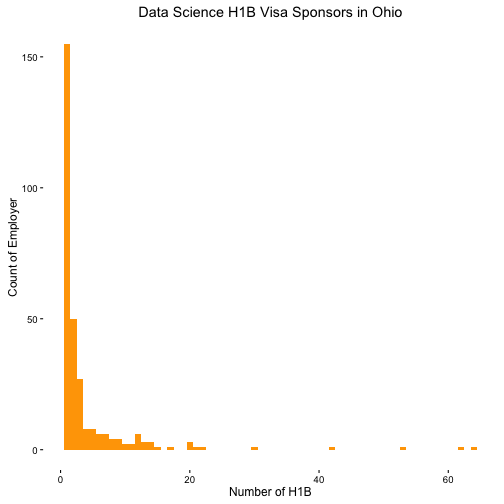 Data Science H1B Visa Sponsors in Ohio
150
100
50
0
Count of Employer
0 20 40 60
Number of H1B